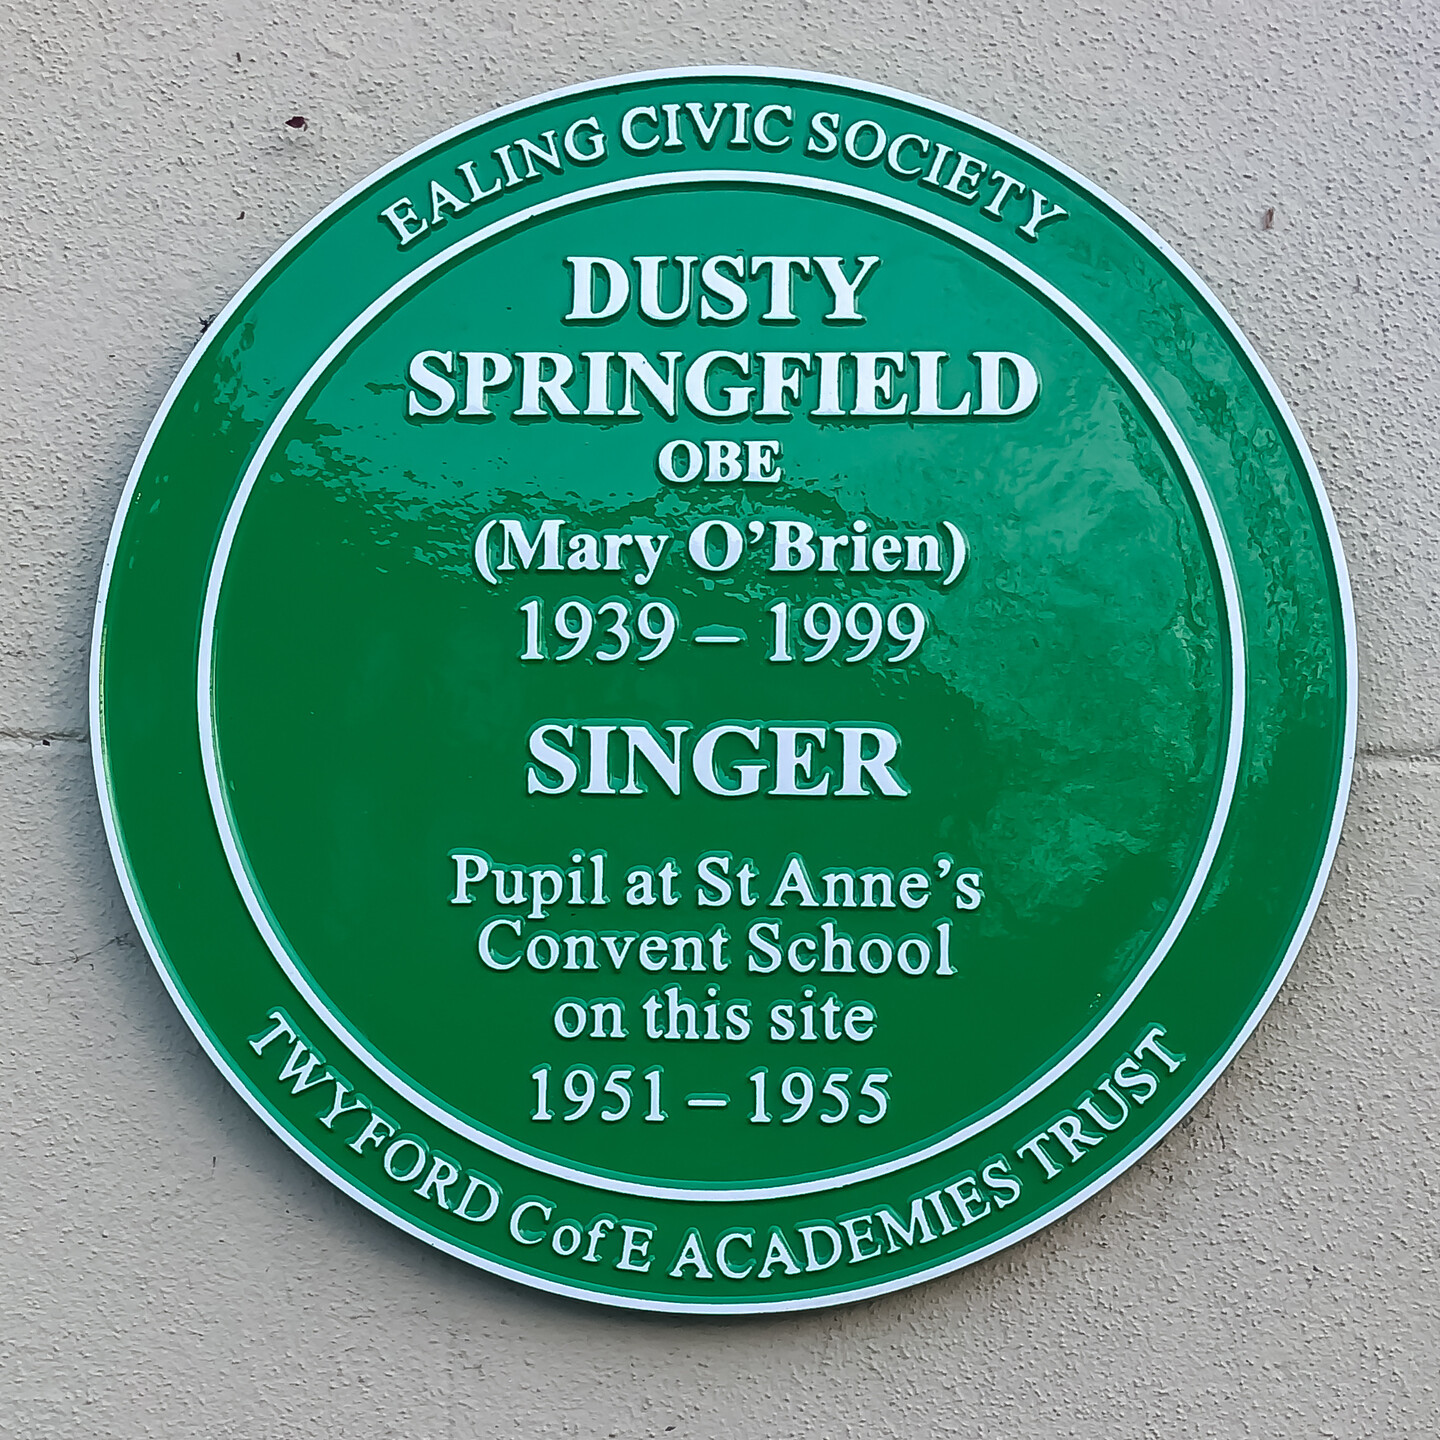 EALING CIVIC SOCIETY
DUSTY
SPRINGFIELD
OBE
(Mary O’Brien)
1939 – 1999
SINGER
Pupil at St Anne’s
Convent School
on this site
1951 – 1955
TWYFORD CofE ACADEMIES TRUST